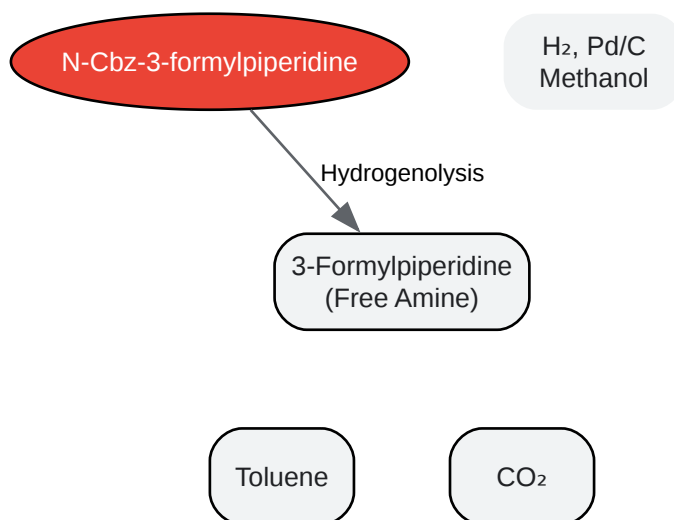 N-Cbz-3-formylpiperidine
H₂, Pd/C
Methanol
Hydrogenolysis
3-Formylpiperidine
(Free Amine)
Toluene
CO₂